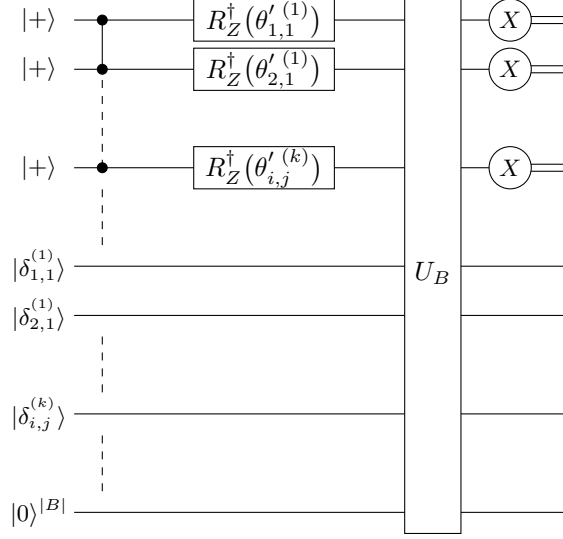 |+⟩ R_Z^†(θ′_{1,1}^{(1)}) X
|+⟩ R_Z^†(θ′_{2,1}^{(1)}) X
|+⟩ R_Z^†(θ′_{i,j}^{(k)}) X
|δ_{1,1}^{(1)}⟩ U_B
|δ_{2,1}^{(1)}⟩
|δ_{i,j}^{(k)}⟩
|0⟩^{|B|}